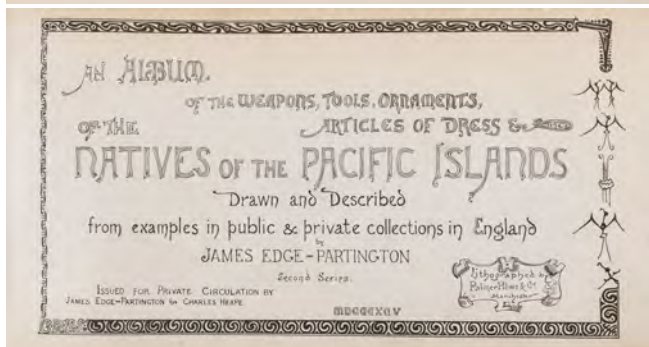 AN ALBUM.
OF THE WEAPONS, TOOLS, ORNAMENTS,
OF THE ARTICLES OF DRESS &c
NATIVES OF THE PACIFIC ISLANDS
Drawn and Described
from examples in public & private collections in England
by
JAMES EDGE-PARTINGTON
Second Series.
ISSUED FOR PRIVATE CIRCULATION BY
JAMES EDGE-PARTINGTON & CHARLES HEAPE
Lithographed by
Palmer Howe & Co.
Manchester
MDCCCXCV